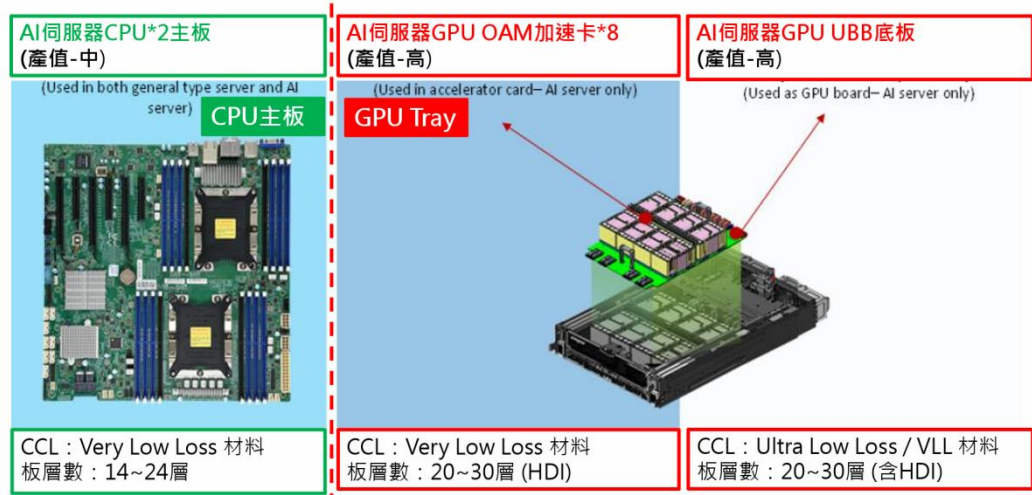 AI伺服器CPU*2主板
(產值-中)
(Used in both general type server and AI
server)
CPU主板
CCL：Very Low Loss 材料
板層數：14~24層
AI伺服器GPU OAM加速卡*8
(產值-高)
(Used in accelerator card– AI server only)
GPU Tray
CCL：Very Low Loss 材料
板層數：20~30層 (HDI)
AI伺服器GPU UBB底板
(產值-高)
(Used as GPU board– AI server only)
CCL：Ultra Low Loss / VLL 材料
板層數：20~30層 (含HDI)